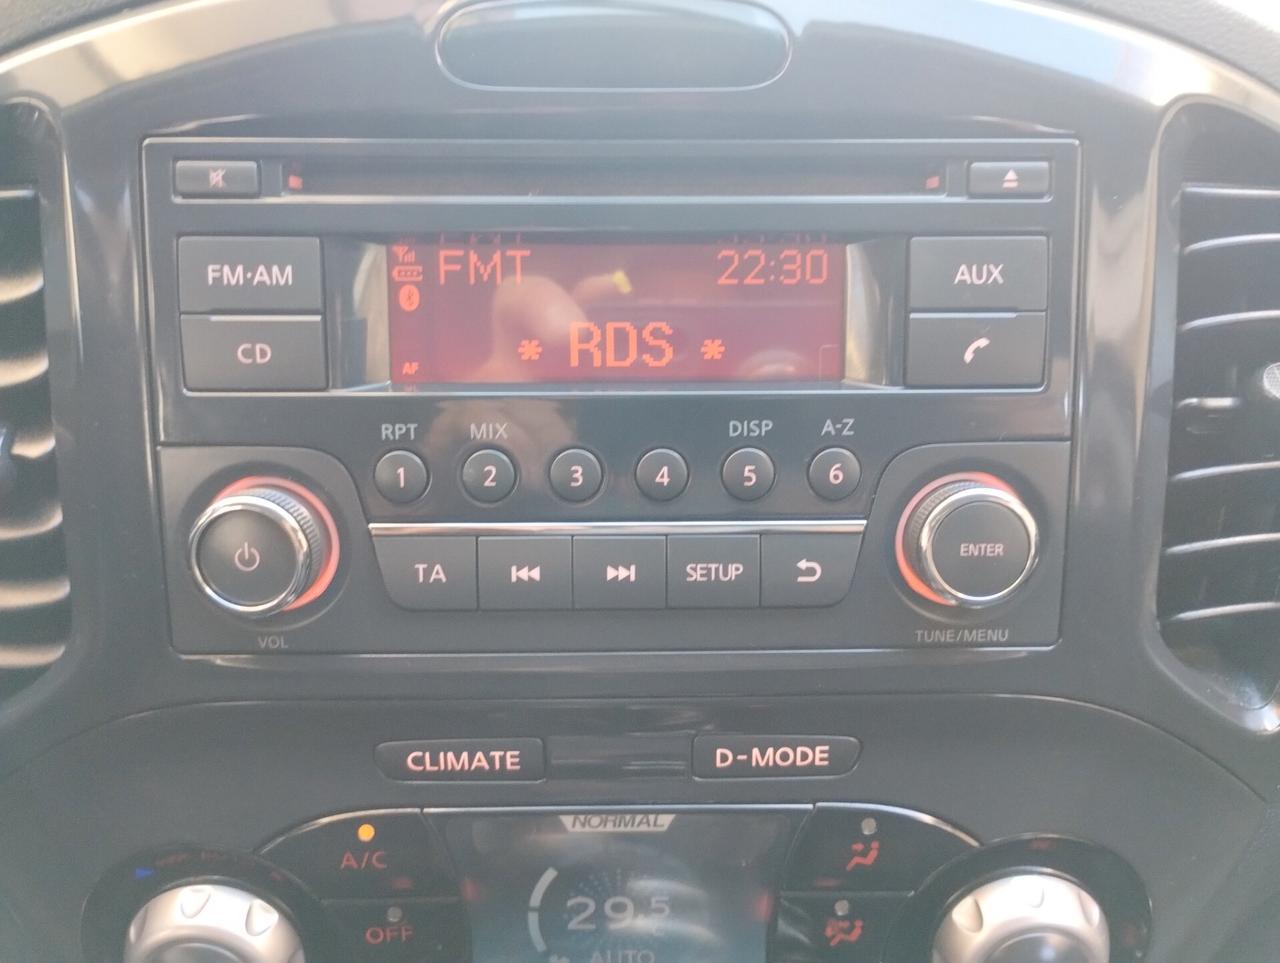 FM·AM
CD
FMT 22:30
* RDS *
AF
AUX
RPT MIX DISP A-Z
1 2 3 4 5 6
TA SETUP
ENTER
VOL
TUNE/MENU
CLIMATE
D-MODE
NORMAL
A/C
OFF
29.5
AUTO